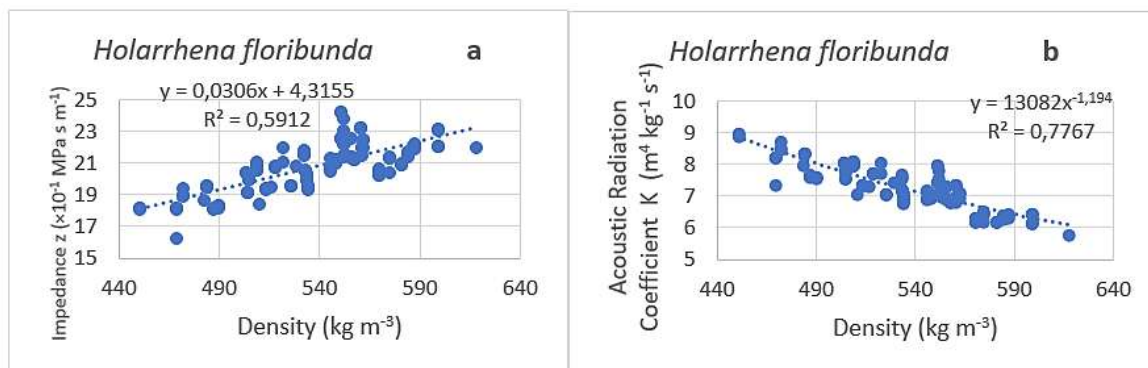 Holarrhena floribunda a
y = 0,0306x + 4,3155
R² = 0,5912
Impedance z (×10⁻¹ MPa s m⁻¹)
25
23
21
19
17
15
440 490 540 590 640
Density (kg m⁻³)
Holarrhena floribunda b
y = 13082x⁻¹,¹⁹⁴
R² = 0,7767
Acoustic Radiation
Coefficient K (m⁴ kg⁻¹ s⁻¹)
10
9
8
7
6
5
440 490 540 590 640
Density (kg m⁻³)